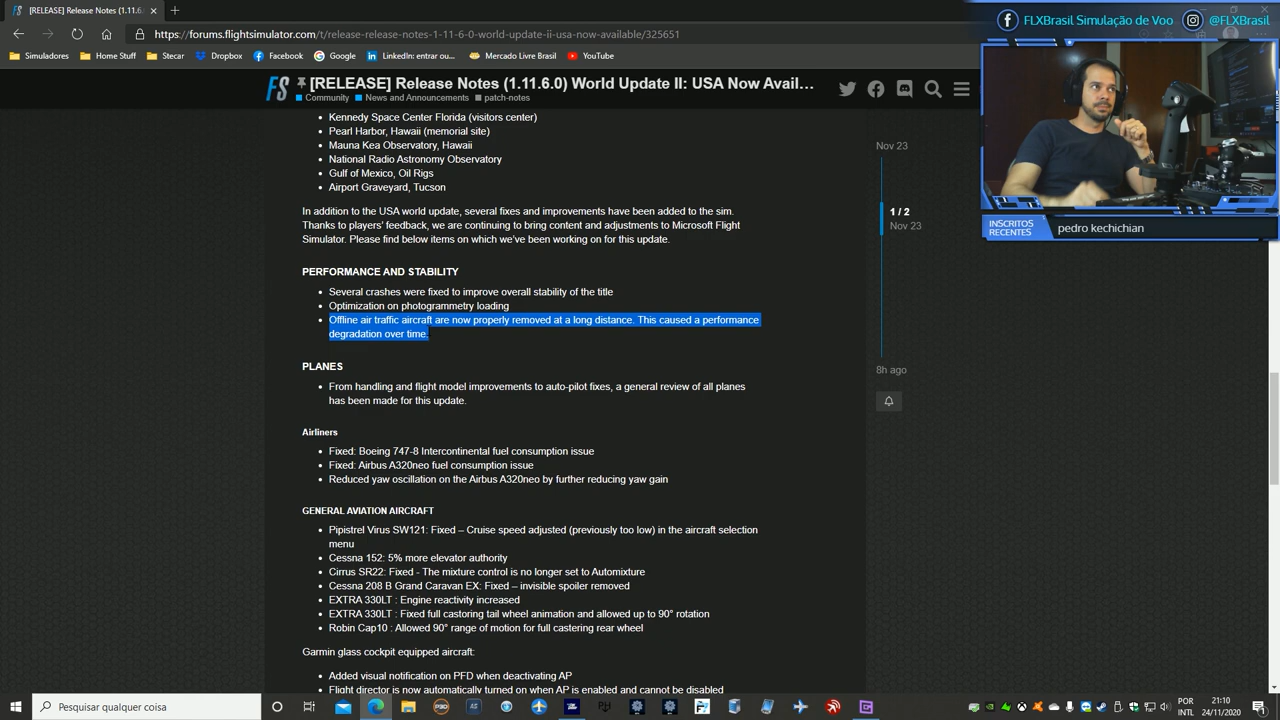 [RELEASE] Release Notes (1.11.6.
FLXBrasil Simulação de Voo
@FLXBrasil
https://forums.flightsimulator.com/t/release-release-notes-1-11-6-0-world-update-ii-usa-now-available/325651
Simuladores Home Stuff Stecar Dropbox Facebook Google LinkedIn: entrar ou... Mercado Livre Brasil YouTube
FS
[RELEASE] Release Notes (1.11.6.0) World Update II: USA Now Avail...
Community News and Announcements patch-notes
Kennedy Space Center Florida (visitors center)
Pearl Harbor, Hawaii (memorial site)
Mauna Kea Observatory, Hawaii
National Radio Astronomy Observatory
Gulf of Mexico, Oil Rigs
Airport Graveyard, Tucson
In addition to the USA world update, several fixes and improvements have been added to the sim.
Thanks to players' feedback, we are continuing to bring content and adjustments to Microsoft Flight
Simulator. Please find below items on which we've been working on for this update.
PERFORMANCE AND STABILITY
Several crashes were fixed to improve overall stability of the title
Optimization on photogrammetry loading
Offline air traffic aircraft are now properly removed at a long distance. This caused a performance
degradation over time.
PLANES
From handling and flight model improvements to auto-pilot fixes, a general review of all planes
has been made for this update.
Airliners
Fixed: Boeing 747-8 Intercontinental fuel consumption issue
Fixed: Airbus A320neo fuel consumption issue
Reduced yaw oscillation on the Airbus A320neo by further reducing yaw gain
GENERAL AVIATION AIRCRAFT
Pipistrel Virus SW121: Fixed – Cruise speed adjusted (previously too low) in the aircraft selection
menu
Cessna 152: 5% more elevator authority
Cirrus SR22: Fixed - The mixture control is no longer set to Automixture
Cessna 208 B Grand Caravan EX: Fixed – invisible spoiler removed
EXTRA 330LT : Engine reactivity increased
EXTRA 330LT : Fixed full castoring tail wheel animation and allowed up to 90° rotation
Robin Cap10 : Allowed 90° range of motion for full castering rear wheel
Garmin glass cockpit equipped aircraft:
Added visual notification on PFD when deactivating AP
Flight director is now automatically turned on when AP is enabled and cannot be disabled
Nov 23
1 / 2
Nov 23
8h ago
INSCRITOS
RECENTES
pedro kechichian
Pesquisar qualquer coisa
POR
INTL
21:10
24/11/2020